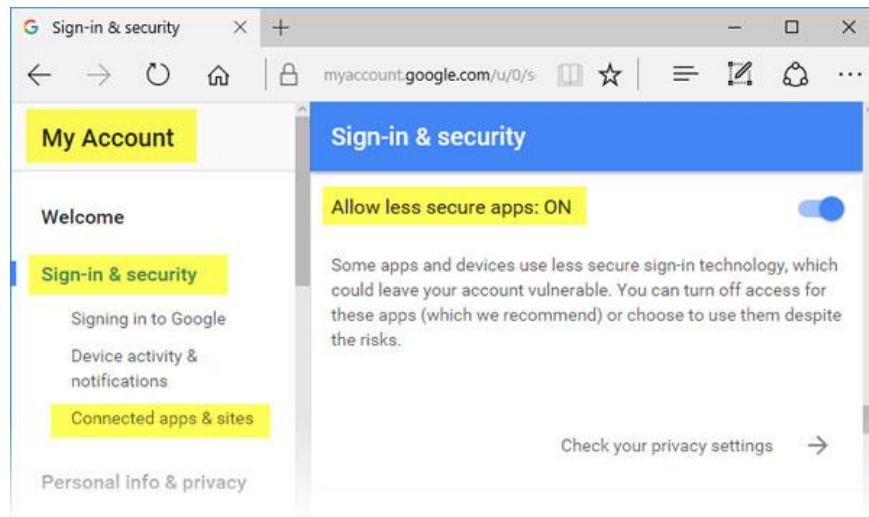 G Sign-in & security
myaccount.google.com/u/0/s
My Account
Welcome
Sign-in & security
Signing in to Google
Device activity &
notifications
Connected apps & sites
Personal info & privacy
Sign-in & security
Allow less secure apps: ON
Some apps and devices use less secure sign-in technology, which
could leave your account vulnerable. You can turn off access for
these apps (which we recommend) or choose to use them despite
the risks.
Check your privacy settings